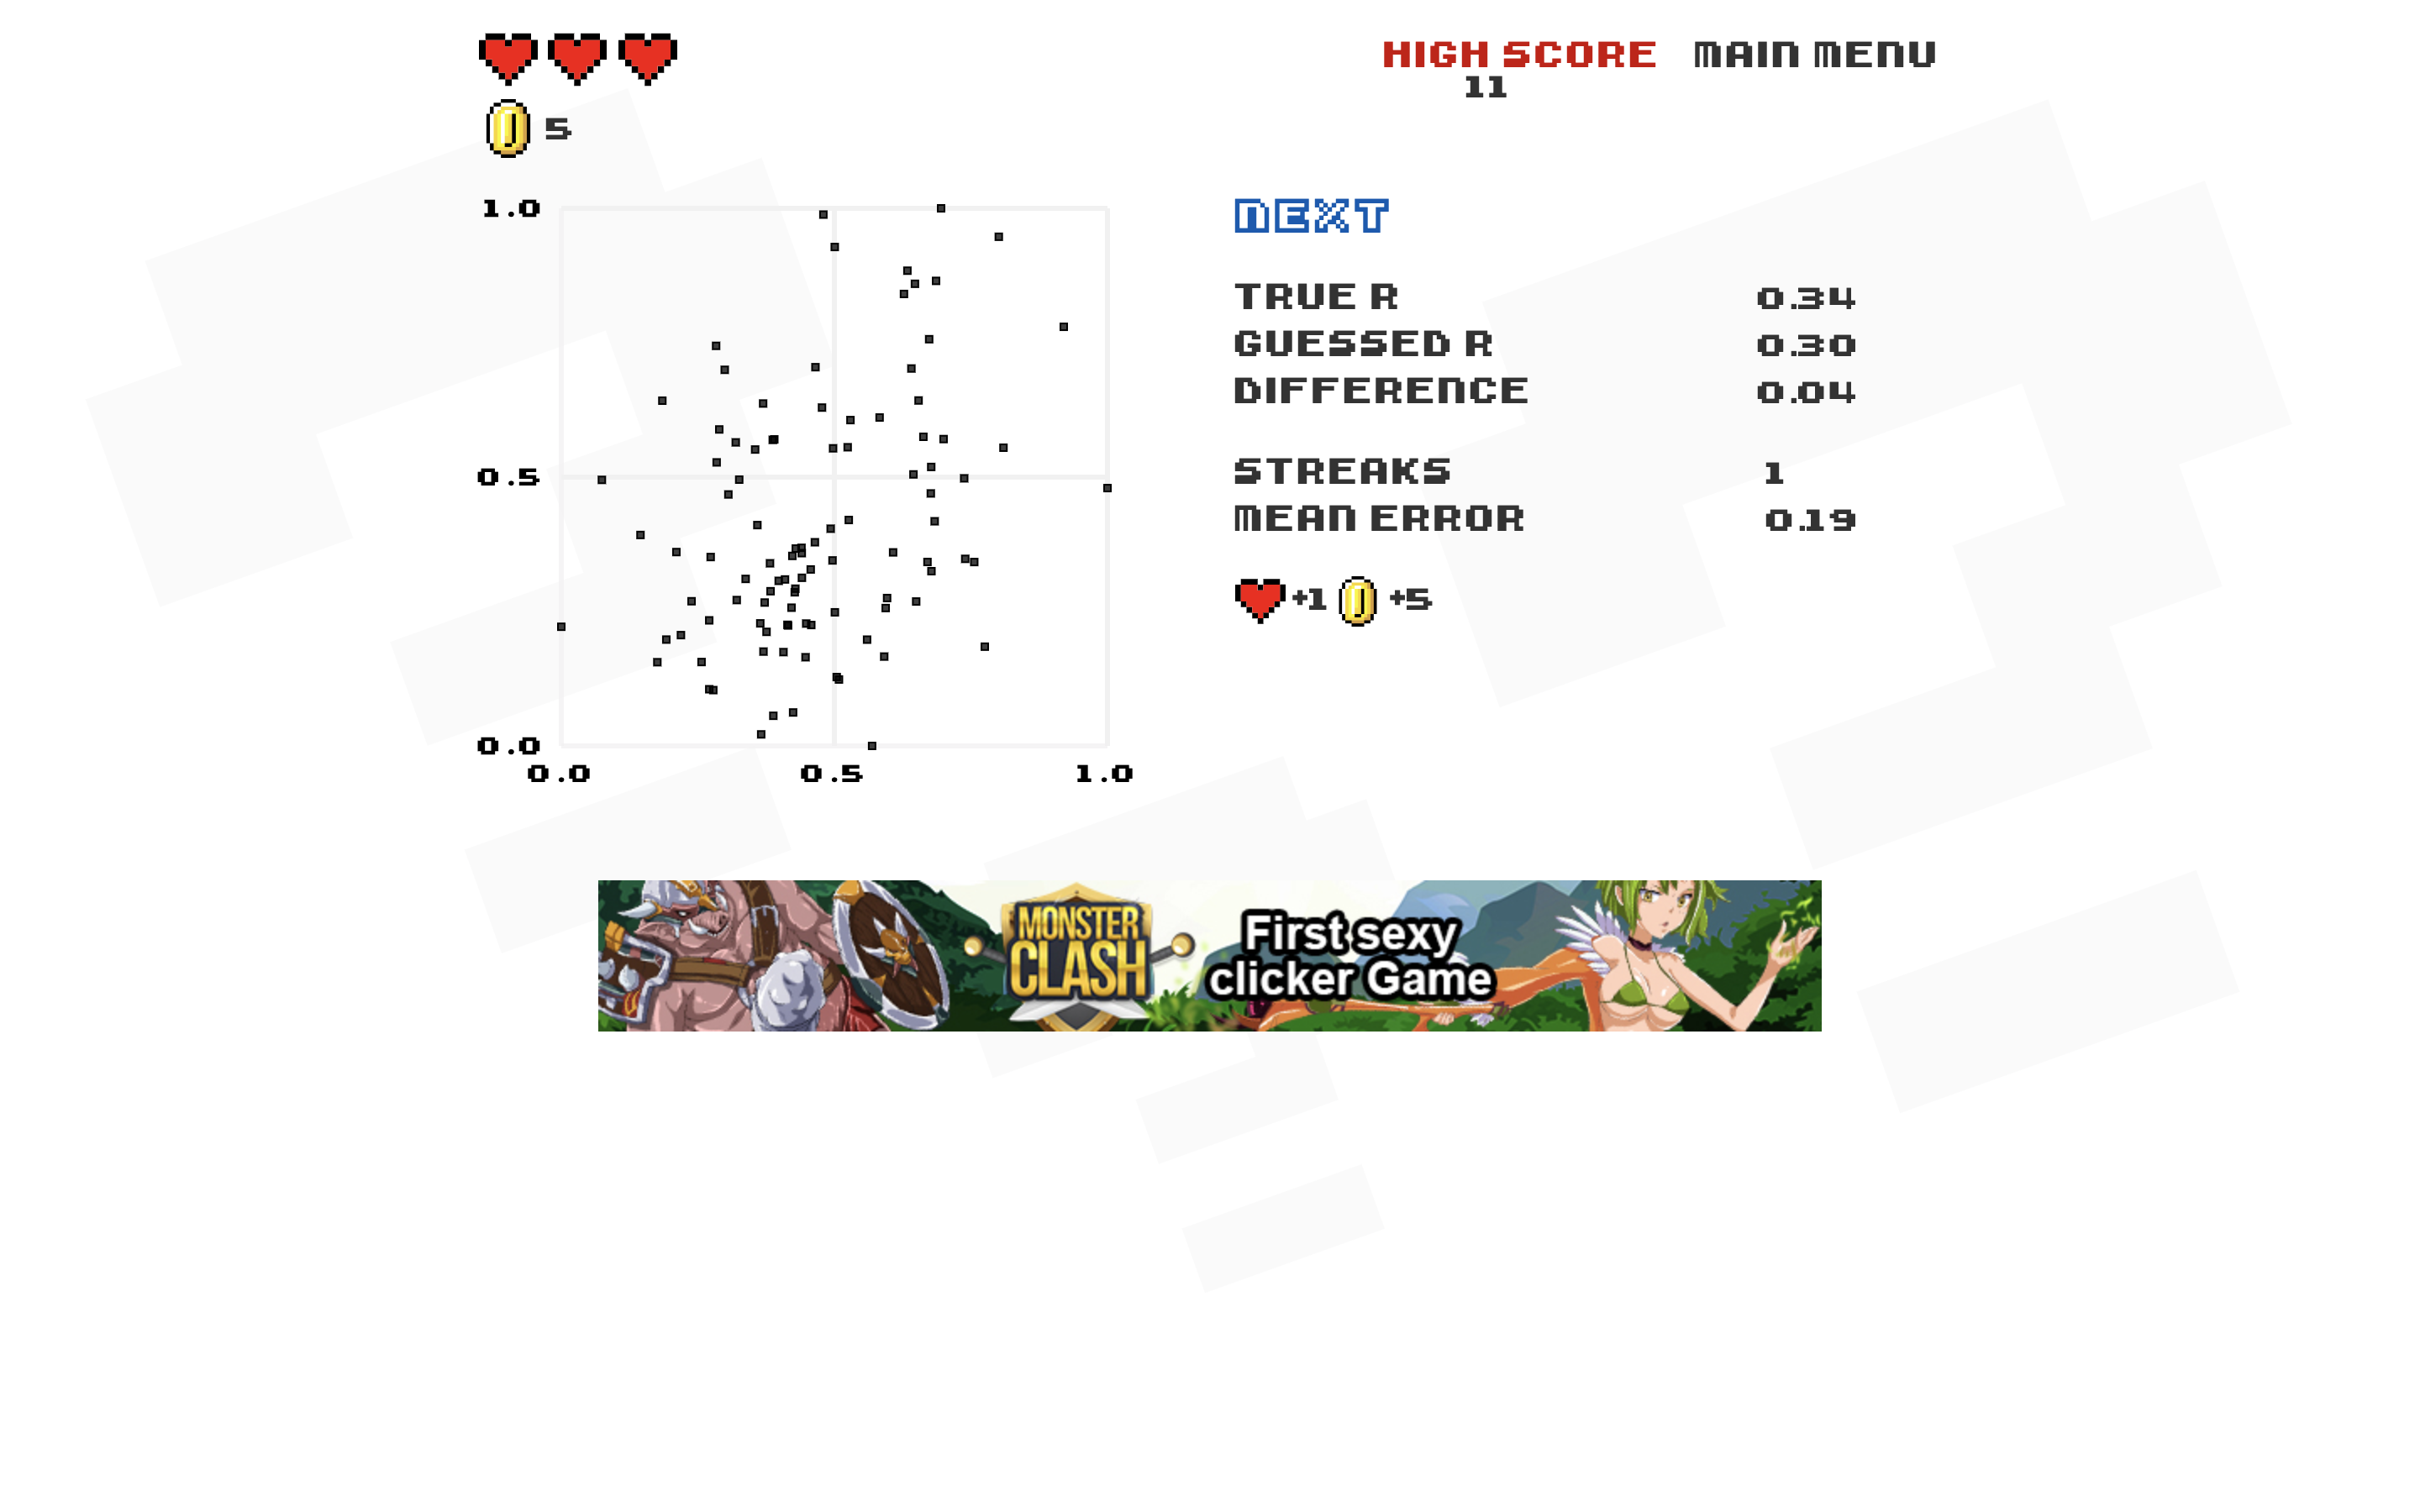 HIGH SCORE MAIN MENU
11
5
1.0
0.5
0.0
0.0 0.5 1.0
NEXT
TRUE R 0.34
GUESSED R 0.30
DIFFERENCE 0.04
STREAKS 1
MEAN ERROR 0.19
+1 +5
MONSTER
CLASH
First sexy
clicker Game